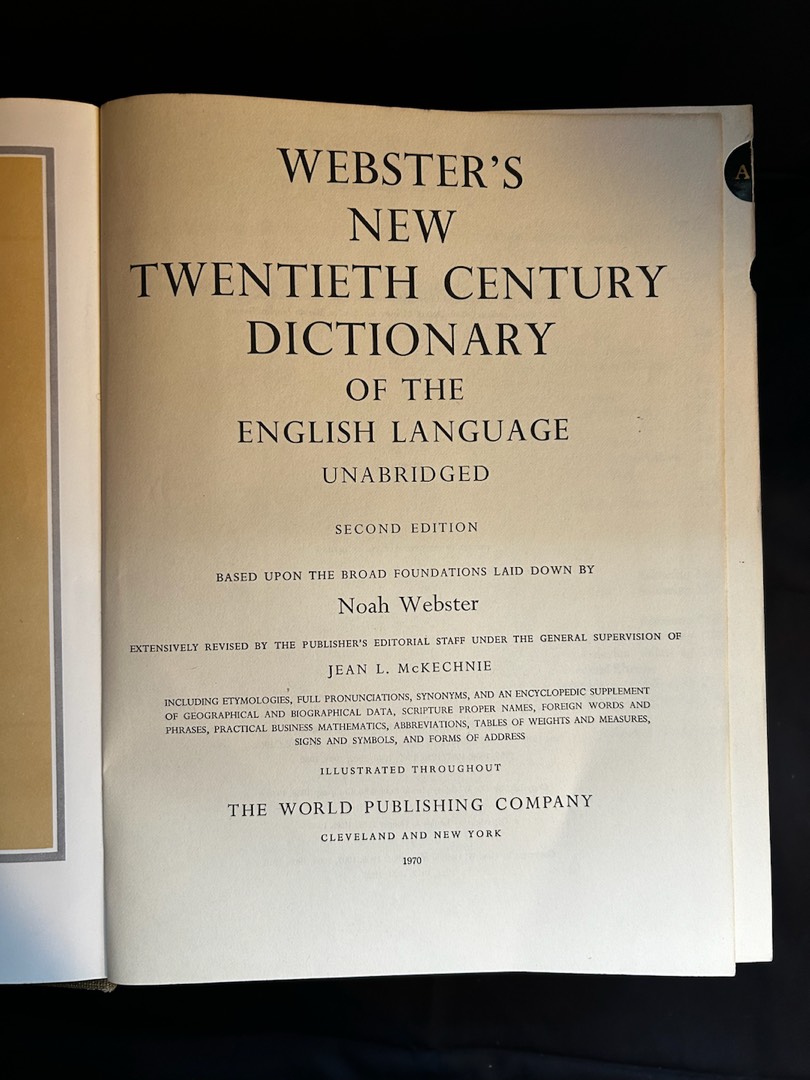 WEBSTER'S
NEW
TWENTIETH CENTURY
DICTIONARY
OF THE
ENGLISH LANGUAGE
UNABRIDGED
SECOND EDITION
BASED UPON THE BROAD FOUNDATIONS LAID DOWN BY
Noah Webster
EXTENSIVELY REVISED BY THE PUBLISHER'S EDITORIAL STAFF UNDER THE GENERAL SUPERVISION OF
JEAN L. McKECHNIE
INCLUDING ETYMOLOGIES, FULL PRONUNCIATIONS, SYNONYMS, AND AN ENCYCLOPEDIC SUPPLEMENT
OF GEOGRAPHICAL AND BIOGRAPHICAL DATA, SCRIPTURE PROPER NAMES, FOREIGN WORDS AND
PHRASES, PRACTICAL BUSINESS MATHEMATICS, ABBREVIATIONS, TABLES OF WEIGHTS AND MEASURES,
SIGNS AND SYMBOLS, AND FORMS OF ADDRESS
ILLUSTRATED THROUGHOUT
THE WORLD PUBLISHING COMPANY
CLEVELAND AND NEW YORK
1970
A